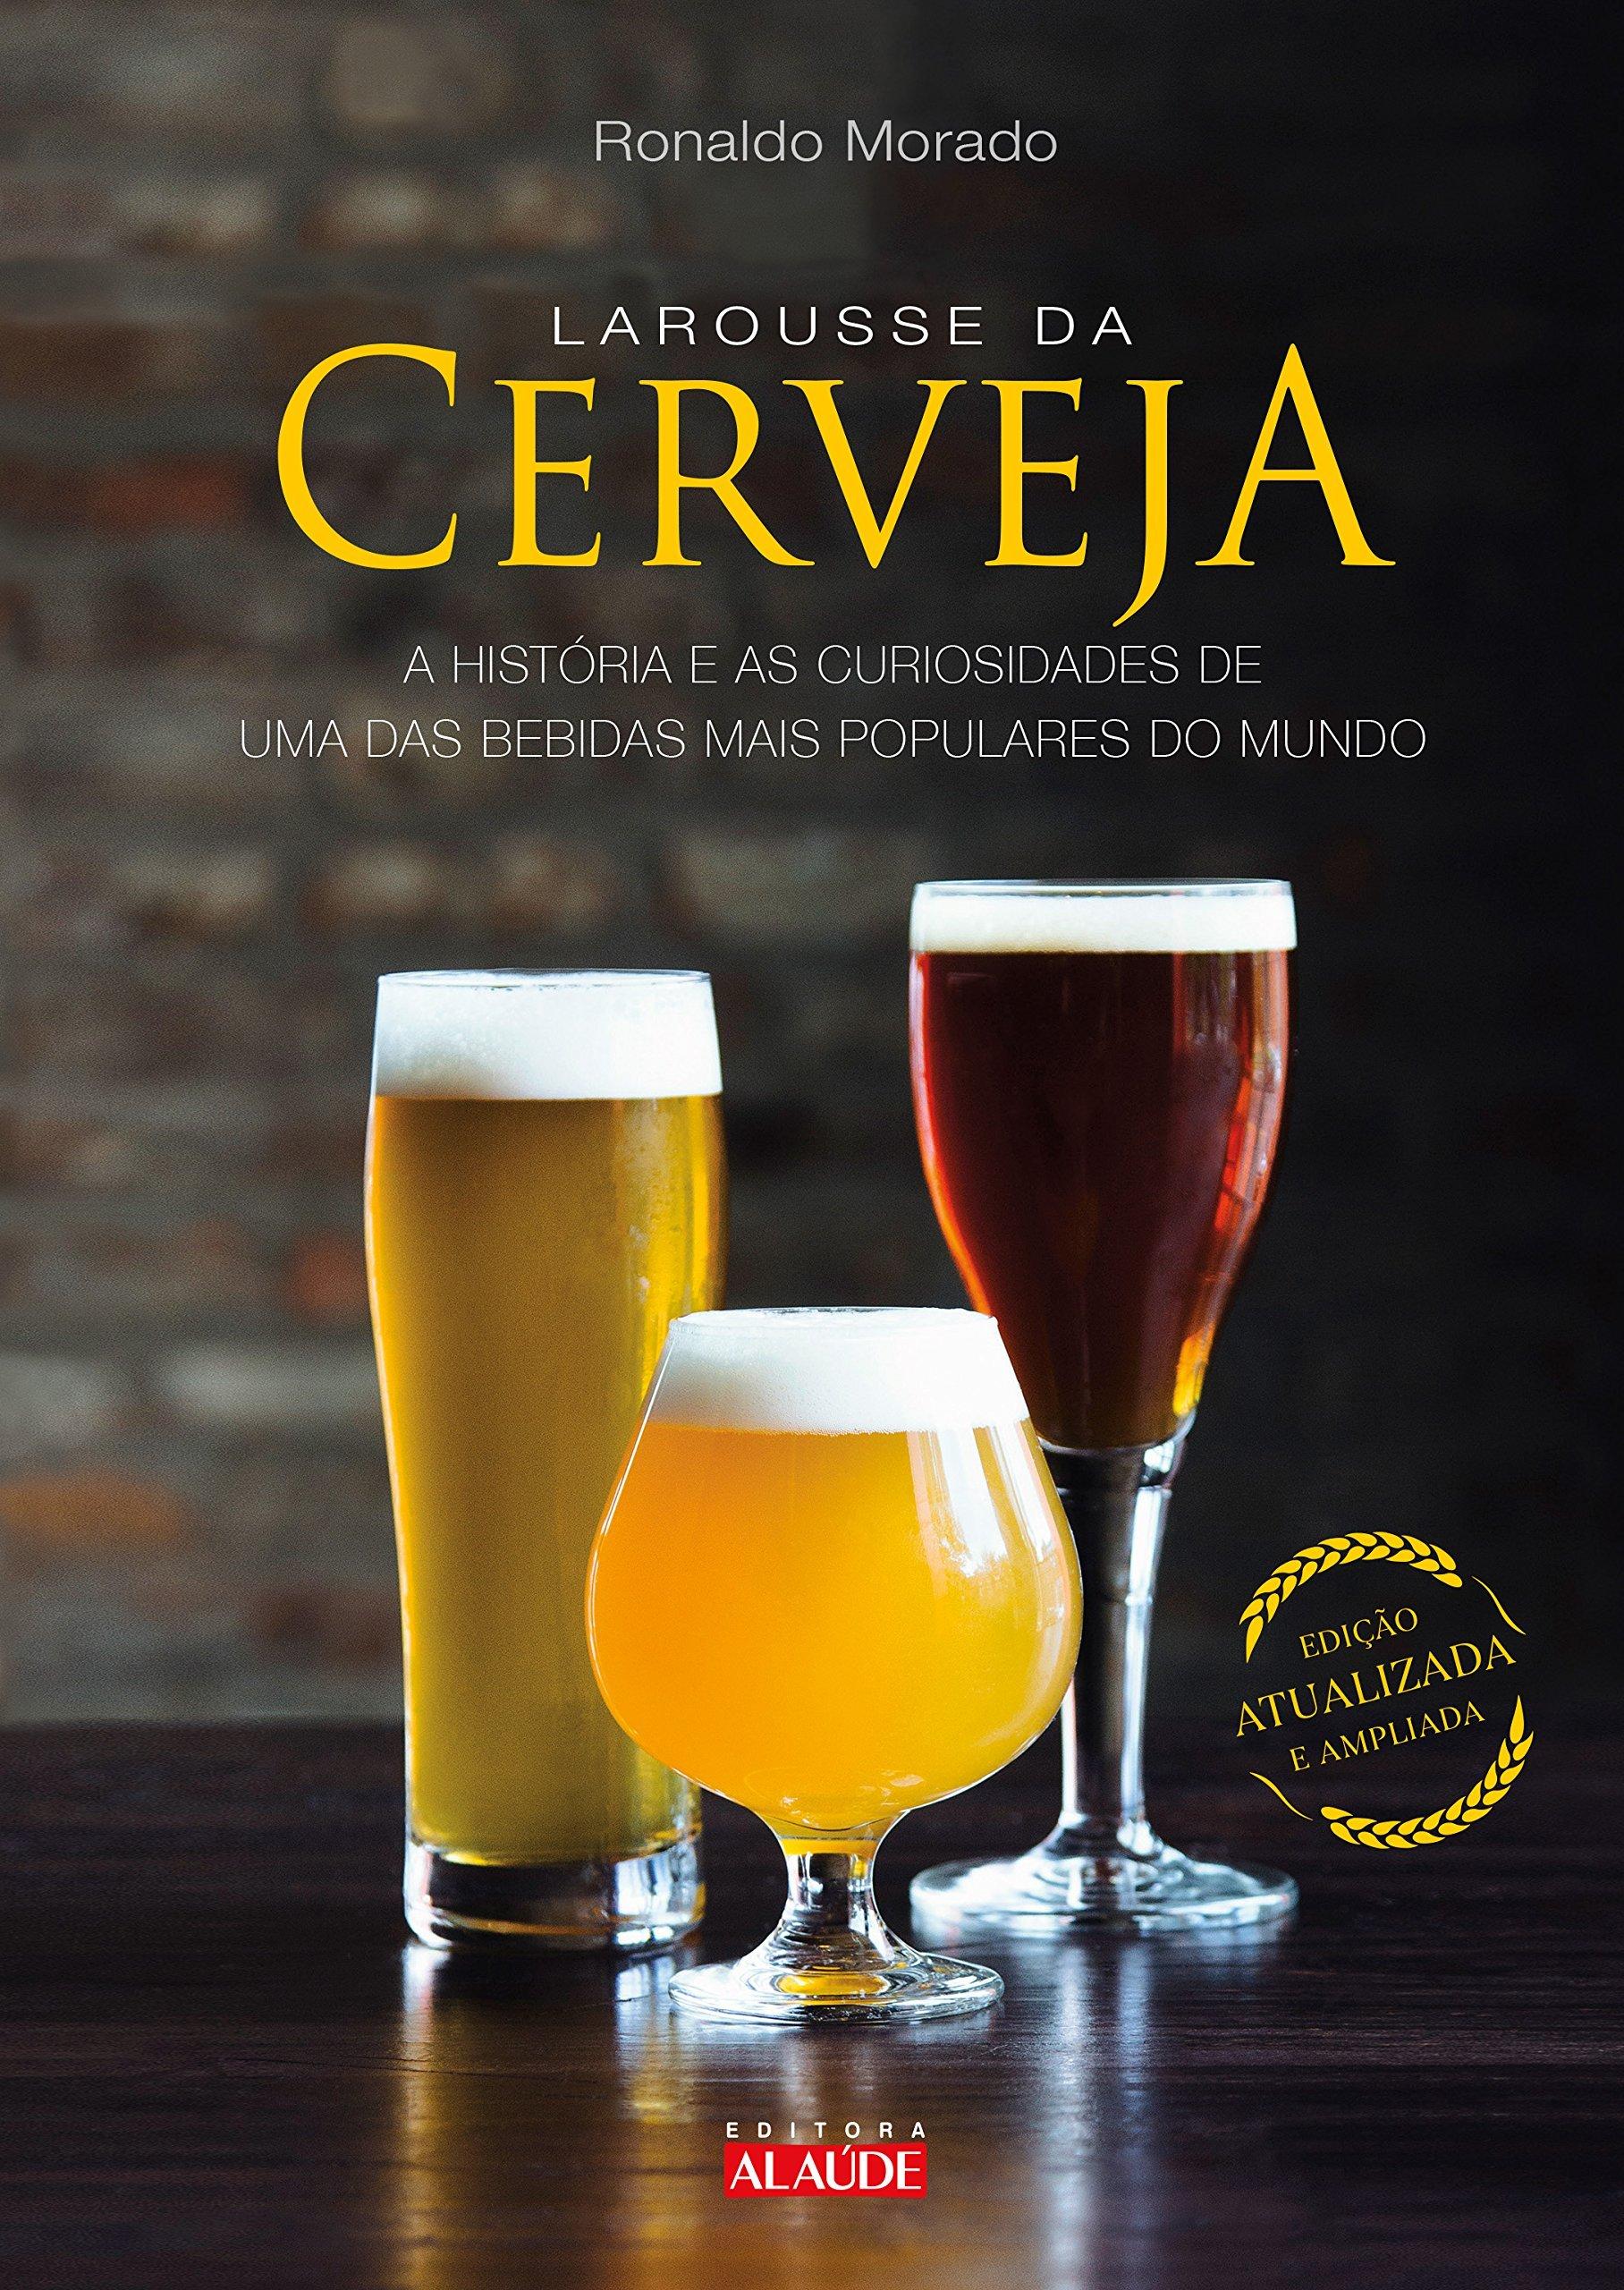 Ronaldo Morado
LAROUSSE DA
CERVEJA
A HISTÓRIA E AS CURIOSIDADES DE
UMA DAS BEBIDAS MAIS POPULARES DO MUNDO
EDIÇÃO
ATUALIZADA
E AMPLIADA
EDITORA
ALAÚDE